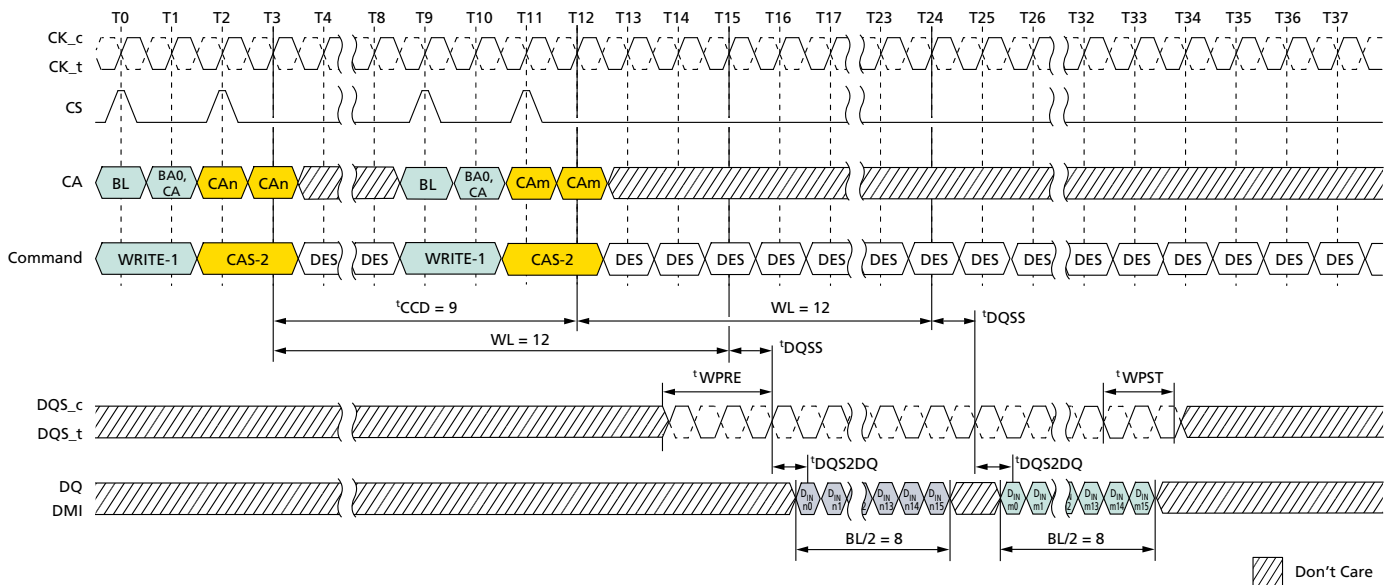 T0 T1 T2 T3 T4 T8 T9 T10 T11 T12 T13 T14 T15 T16 T17 T23 T24 T25 T26 T32 T33 T34 T35 T36 T37
CK_c
CK_t
CS
CA BL BA0, CA CAn CAn BL BA0, CA CAm CAm
Command WRITE-1 CAS-2 DES DES WRITE-1 CAS-2 DES DES DES DES DES DES DES DES DES DES DES DES DES DES DES
tCCD = 9 WL = 12 tDQSS
WL = 12 tDQSS
tWPRE tWPST
DQS_c
DQS_t
tDQS2DQ tDQS2DQ
DQ
DMI
DIN n0 DIN n1 DIN n13 DIN n14 DIN n15 DIN m0 DIN m1 DIN m13 DIN m14 DIN m15
BL/2 = 8 BL/2 = 8
Don't Care